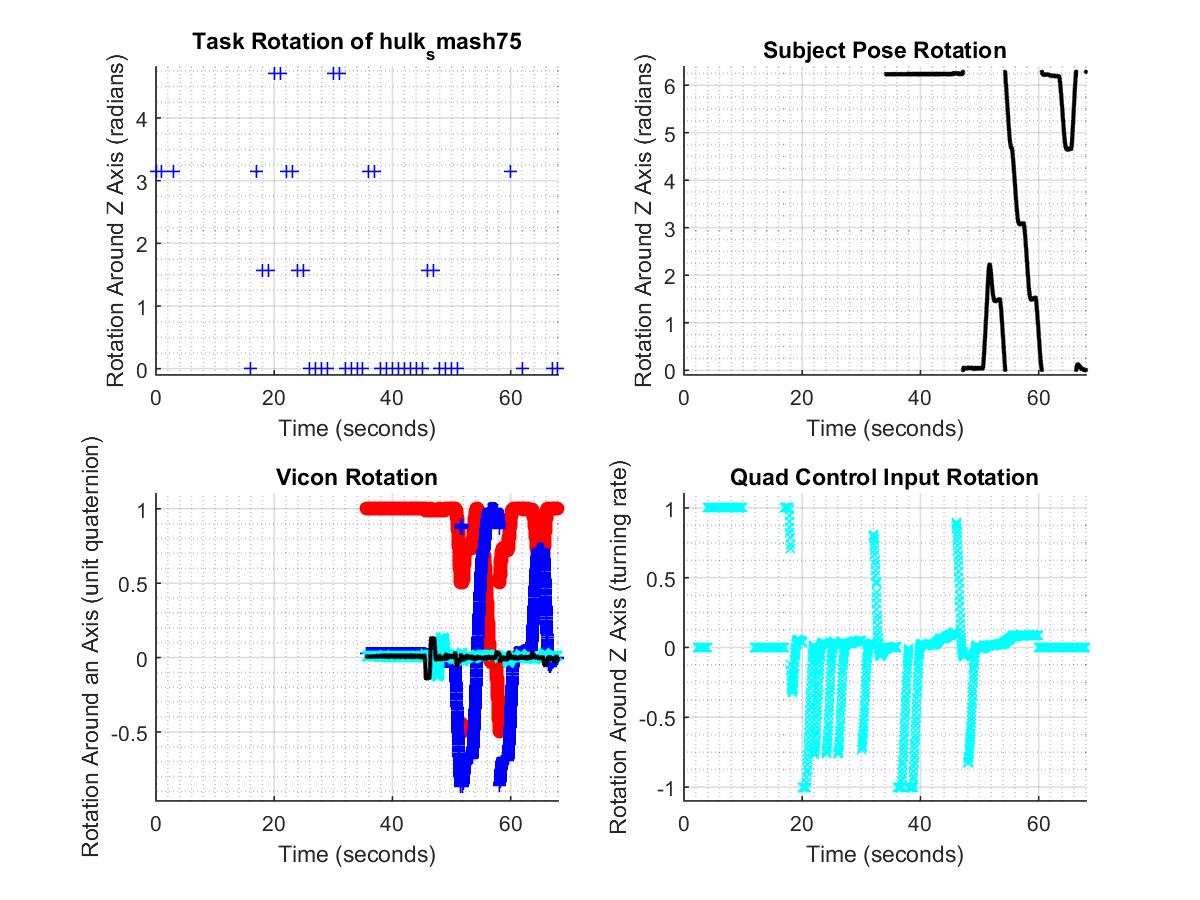 Task Rotation of hulksmash75
Rotation Around Z Axis (radians)
4
3
2
1
0
0 20 40 60
Time (seconds)
Subject Pose Rotation
Rotation Around Z Axis (radians)
6
5
4
3
2
1
0
0 20 40 60
Time (seconds)
Vicon Rotation
Rotation Around an Axis (unit quaternion)
1
0.5
0
-0.5
0 20 40 60
Time (seconds)
Quad Control Input Rotation
Rotation Around Z Axis (turning rate)
1
0.5
0
-0.5
-1
0 20 40 60
Time (seconds)